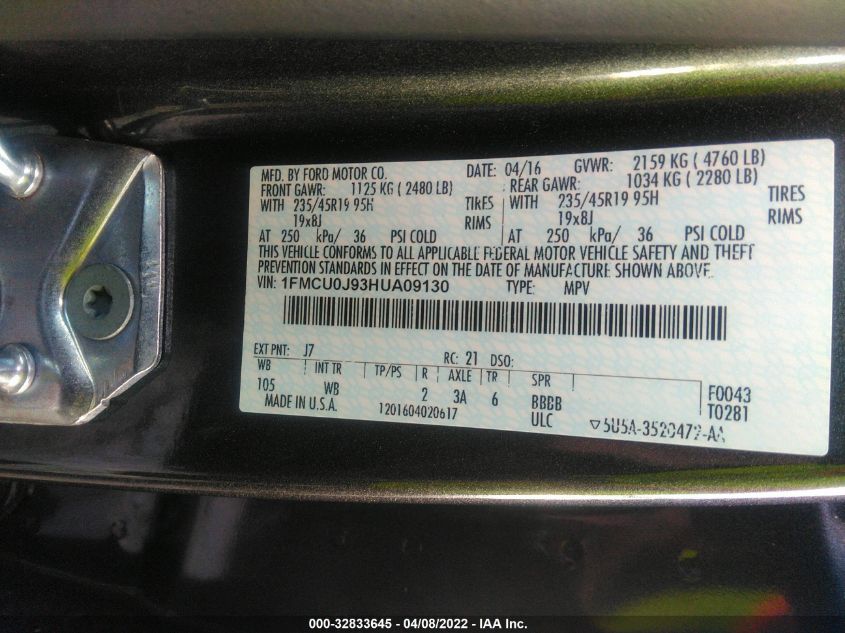 MFD. BY FORD MOTOR CO. DATE: 04/16 GVWR: 2159 KG ( 4760 LB)
FRONT GAWR: 1125 KG ( 2480 LB) REAR GAWR: 1034 KG ( 2280 LB)
WITH 235/45R19 95H TIRES WITH 235/45R19 95H TIRES
19x8J RIMS 19x8J RIMS
AT 250 kPa/ 36 PSI COLD AT 250 kPa/ 36 PSI COLD
THIS VEHICLE CONFORMS TO ALL APPLICABLE FEDERAL MOTOR VEHICLE SAFETY AND THEFT
PREVENTION STANDARDS IN EFFECT ON THE DATE OF MANUFACTURE SHOWN ABOVE.
VIN: 1FMCU0J93HUA09130 TYPE: MPV
EXT PNT: J7 RC: 21 DSO:
WB INT TR TP/PS R AXLE TR SPR
105 WB 2 3A 6 BBBB F0043
MADE IN U.S.A. 1201604020617 ULC T0281
▽5U5A-3520472-AA
000-32833645 - 04/08/2022 - IAA Inc.